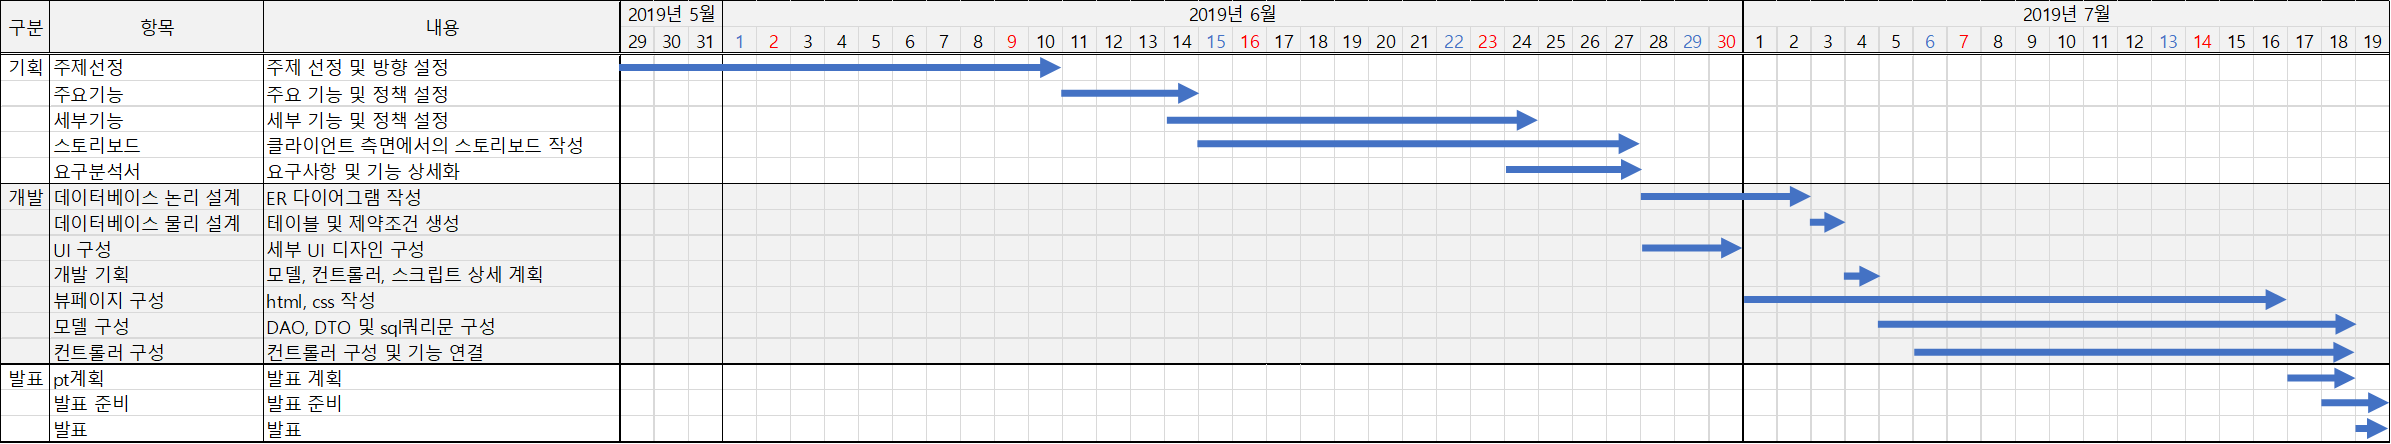 구분 항목 내용 2019년 5월 2019년 6월 2019년 7월
29 30 31 1 2 3 4 5 6 7 8 9 10 11 12 13 14 15 16 17 18 19 20 21 22 23 24 25 26 27 28 29 30 1 2 3 4 5 6 7 8 9 10 11 12 13 14 15 16 17 18 19
기획 주제선정 주제 선정 및 방향 설정
주요기능 주요 기능 및 정책 설정
세부기능 세부 기능 및 정책 설정
스토리보드 클라이언트 측면에서의 스토리보드 작성
요구분석서 요구사항 및 기능 상세화
개발 데이터베이스 논리 설계 ER 다이어그램 작성
데이터베이스 물리 설계 테이블 및 제약조건 생성
UI 구성 세부 UI 디자인 구성
개발 기획 모델, 컨트롤러, 스크립트 상세 계획
뷰페이지 구성 html, css 작성
모델 구성 DAO, DTO 및 sql쿼리문 구성
컨트롤러 구성 컨트롤러 구성 및 기능 연결
발표 pt계획 발표 계획
발표 준비 발표 준비
발표 발표